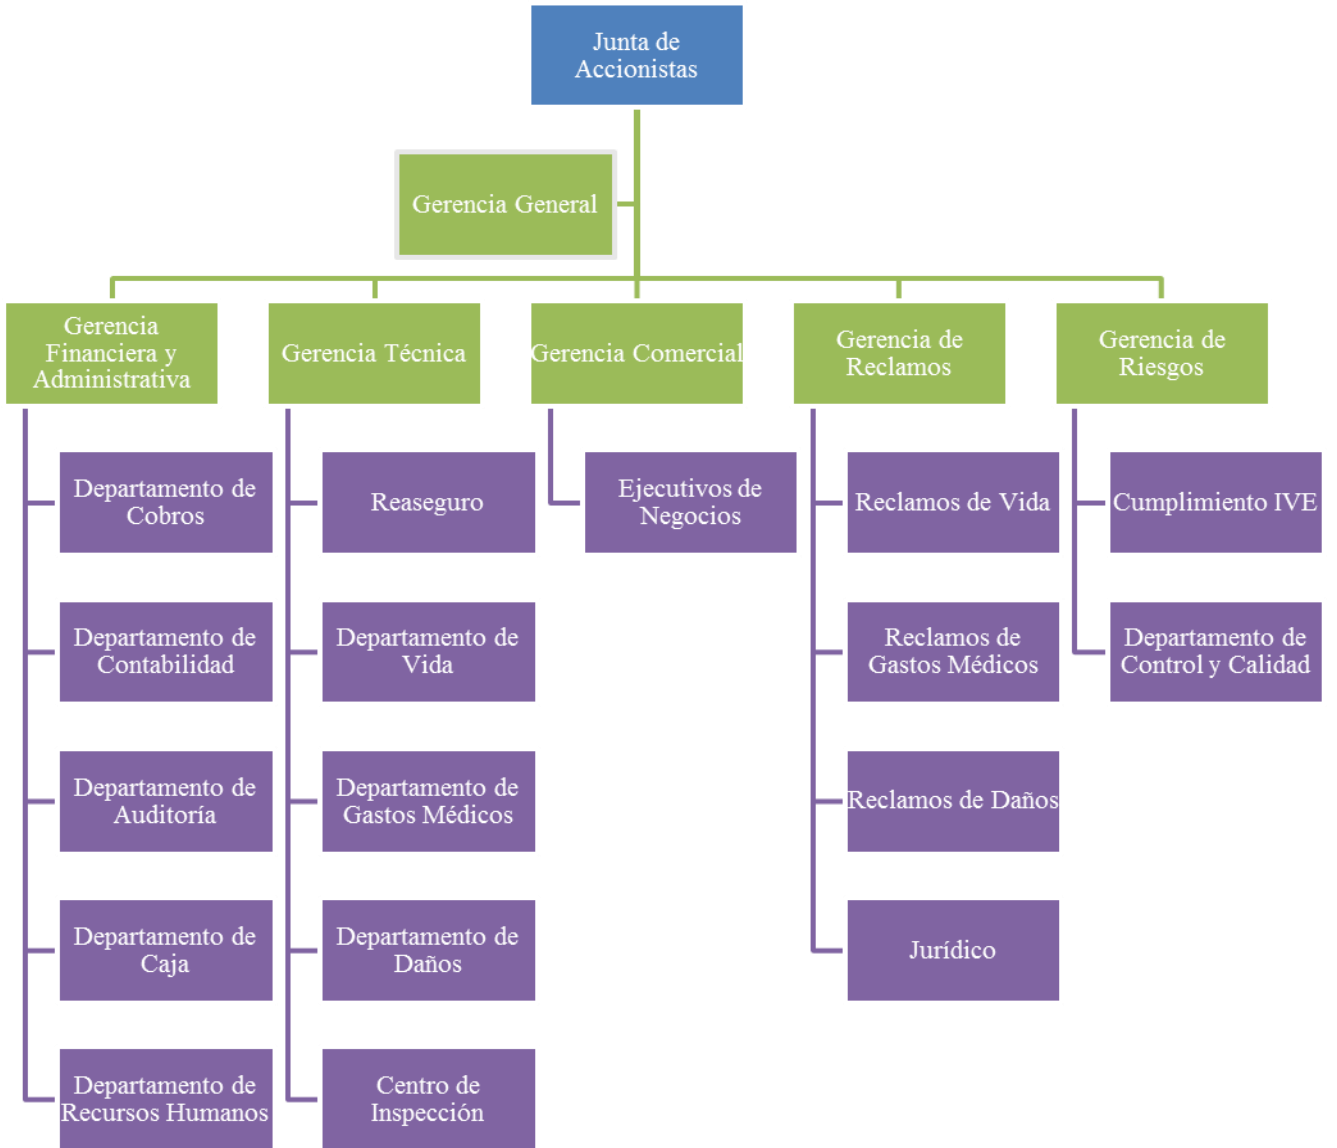 Junta de
Accionistas
Gerencia General
Gerencia
Financiera y
Administrativa
Gerencia Técnica
Gerencia Comercial
Gerencia de
Reclamos
Gerencia de
Riesgos
Departamento de
Cobros
Departamento de
Contabilidad
Departamento de
Auditoría
Departamento de
Caja
Departamento de
Recursos Humanos
Reaseguro
Departamento de
Vida
Departamento de
Gastos Médicos
Departamento de
Daños
Centro de
Inspección
Ejecutivos de
Negocios
Reclamos de Vida
Reclamos de
Gastos Médicos
Reclamos de Daños
Jurídico
Cumplimiento IVE
Departamento de
Control y Calidad